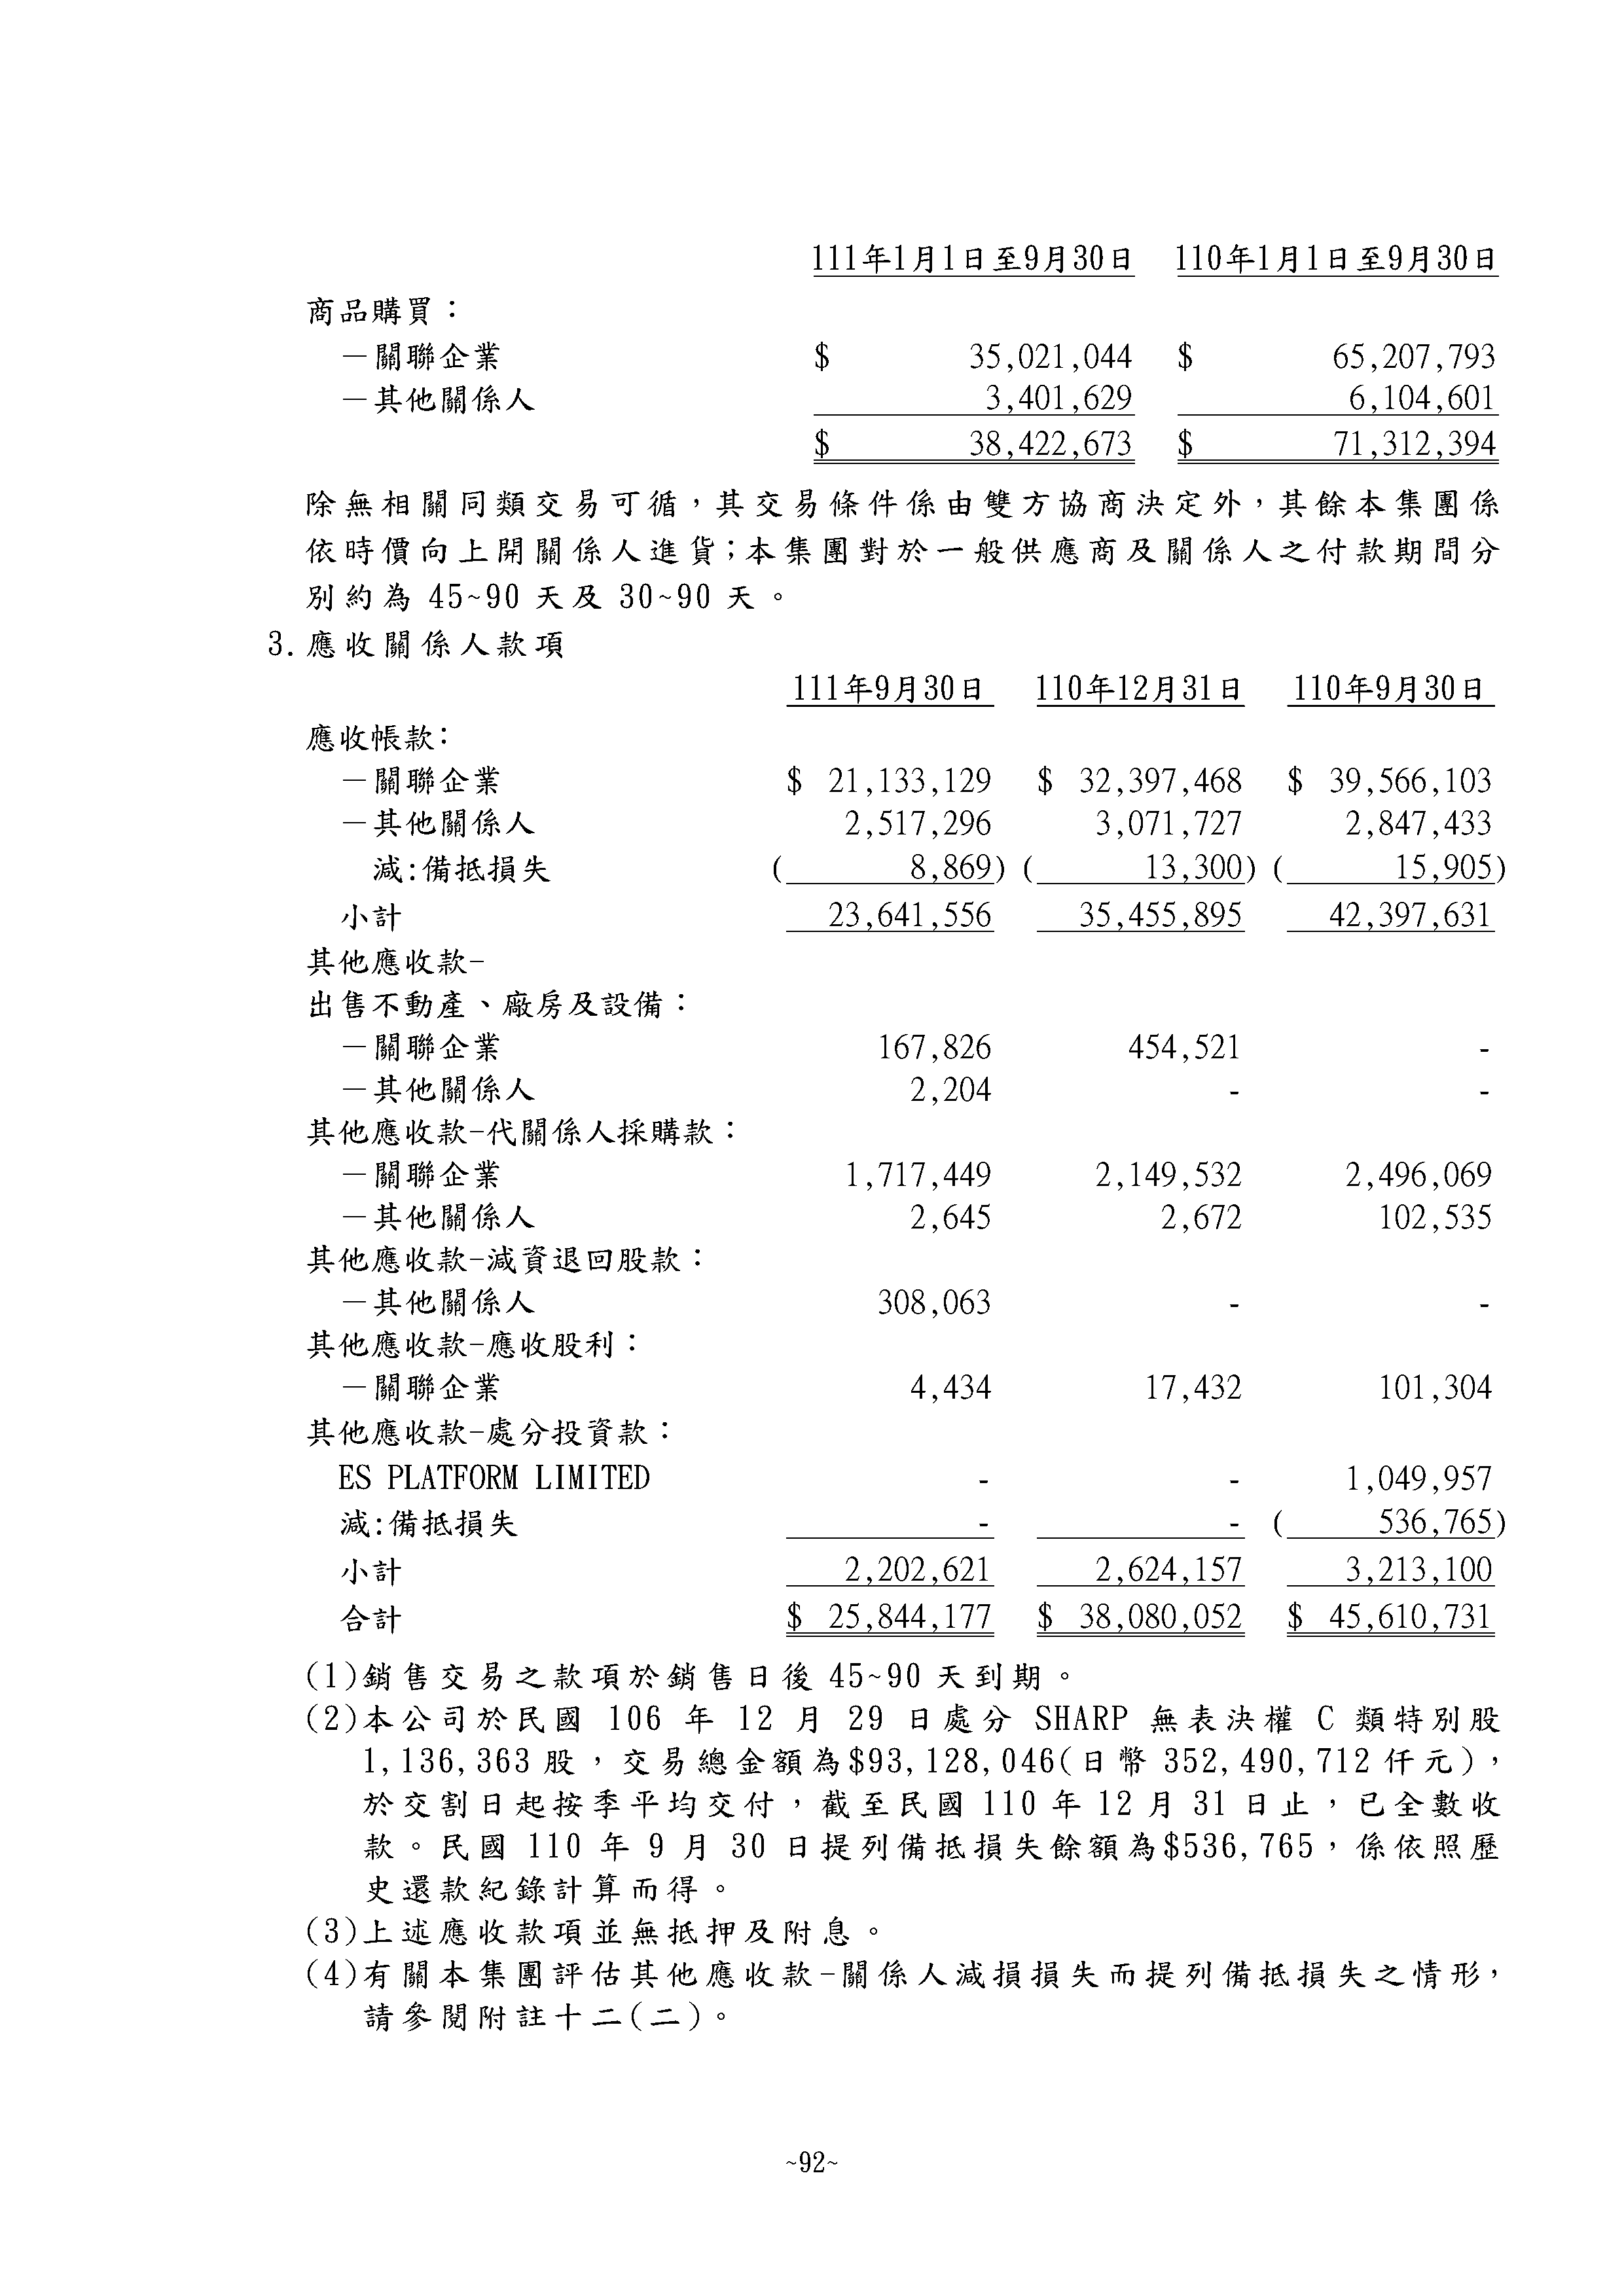 111年1月1日至9月30日 110年1月1日至9月30日
商品購買：
－關聯企業 $ 35,021,044 $ 65,207,793
－其他關係人 3,401,629 6,104,601
$ 38,422,673 $ 71,312,394
除無相關同類交易可循，其交易條件係由雙方協商決定外，其餘本集團係
依時價向上開關係人進貨；本集團對於一般供應商及關係人之付款期間分
別約為 45~90 天及 30~90 天。
3.應收關係人款項
111年9月30日 110年12月31日 110年9月30日
應收帳款:
－關聯企業 $ 21,133,129 $ 32,397,468 $ 39,566,103
－其他關係人 2,517,296 3,071,727 2,847,433
減:備抵損失 ( 8,869) ( 13,300) ( 15,905)
小計 23,641,556 35,455,895 42,397,631
其他應收款-
出售不動產、廠房及設備：
－關聯企業 167,826 454,521 -
－其他關係人 2,204 - -
其他應收款-代關係人採購款：
－關聯企業 1,717,449 2,149,532 2,496,069
－其他關係人 2,645 2,672 102,535
其他應收款-減資退回股款：
－其他關係人 308,063 - -
其他應收款-應收股利：
－關聯企業 4,434 17,432 101,304
其他應收款-處分投資款：
ES PLATFORM LIMITED - - 1,049,957
減:備抵損失 - - ( 536,765)
小計 2,202,621 2,624,157 3,213,100
合計 $ 25,844,177 $ 38,080,052 $ 45,610,731
(1)銷售交易之款項於銷售日後 45~90 天到期。
(2)本公司於民國 106 年 12 月 29 日處分 SHARP 無表決權 C 類特別股
1,136,363 股，交易總金額為$93,128,046(日幣 352,490,712 仟元)，
於交割日起按季平均交付，截至民國 110 年 12 月 31 日止，已全數收
款。民國 110 年 9 月 30 日提列備抵損失餘額為$536,765，係依照歷
史還款紀錄計算而得。
(3)上述應收款項並無抵押及附息。
(4)有關本集團評估其他應收款-關係人減損損失而提列備抵損失之情形，
請參閱附註十二(二)。
~92~